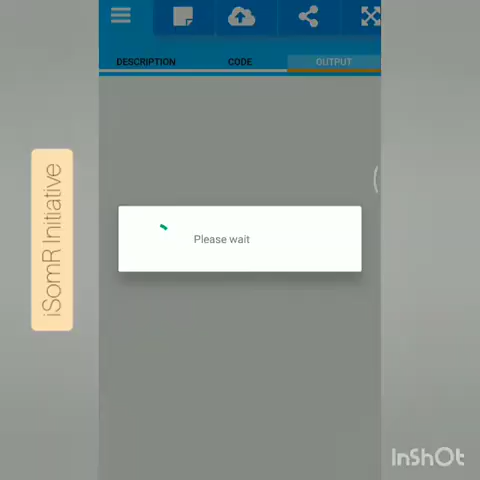 DESCRIPTION
CODE
OUTPUT
Please wait
iSomR Initiative
InShOt